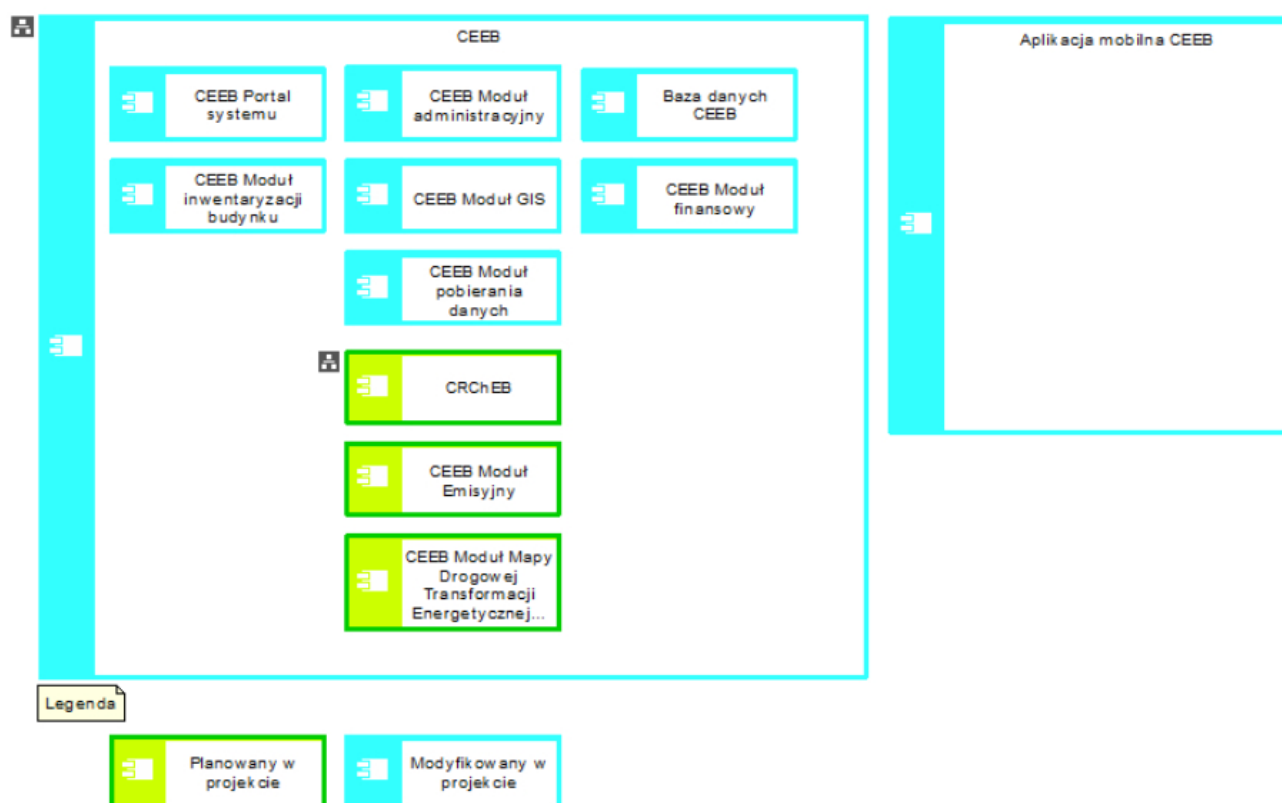 CEEB
Aplikacja mobilna CEEB
CEEB Portal
systemu
CEEB Moduł
administracyjny
Baza danych
CEEB
CEEB Moduł
inwentaryzacji
budynku
CEEB Moduł GIS
CEEB Moduł
finansowy
CEEB Moduł
pobierania
danych
CRChEB
CEEB Moduł
Emisyjny
CEEB Moduł Mapy
Drogowej
Transformacji
Energetycznej...
Legenda
Planowany w
projekcie
Modyfikowany w
projekcie